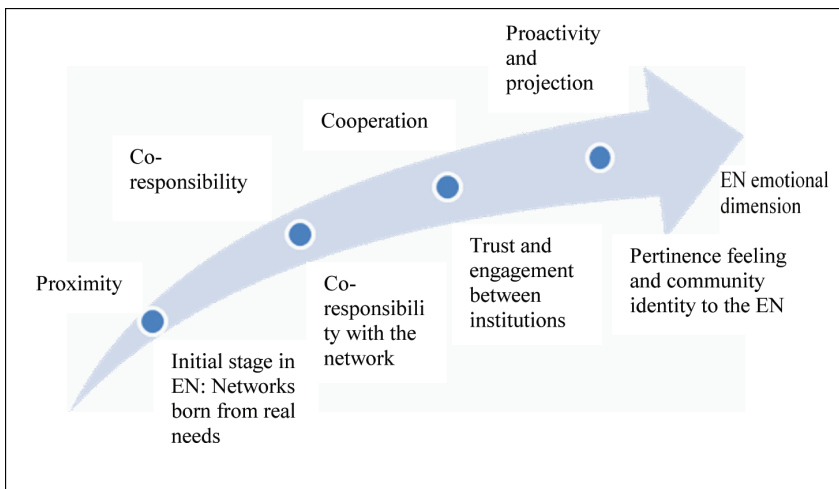 Proactivity
and
projection
Cooperation
Co-
responsibility
EN emotional
dimension
Proximity
Trust and
engagement
between
institutions
Pertinence feeling
and community
identity to the EN
Co-
responsibili
ty with the
network
Initial stage in
EN: Networks
born from real
needs